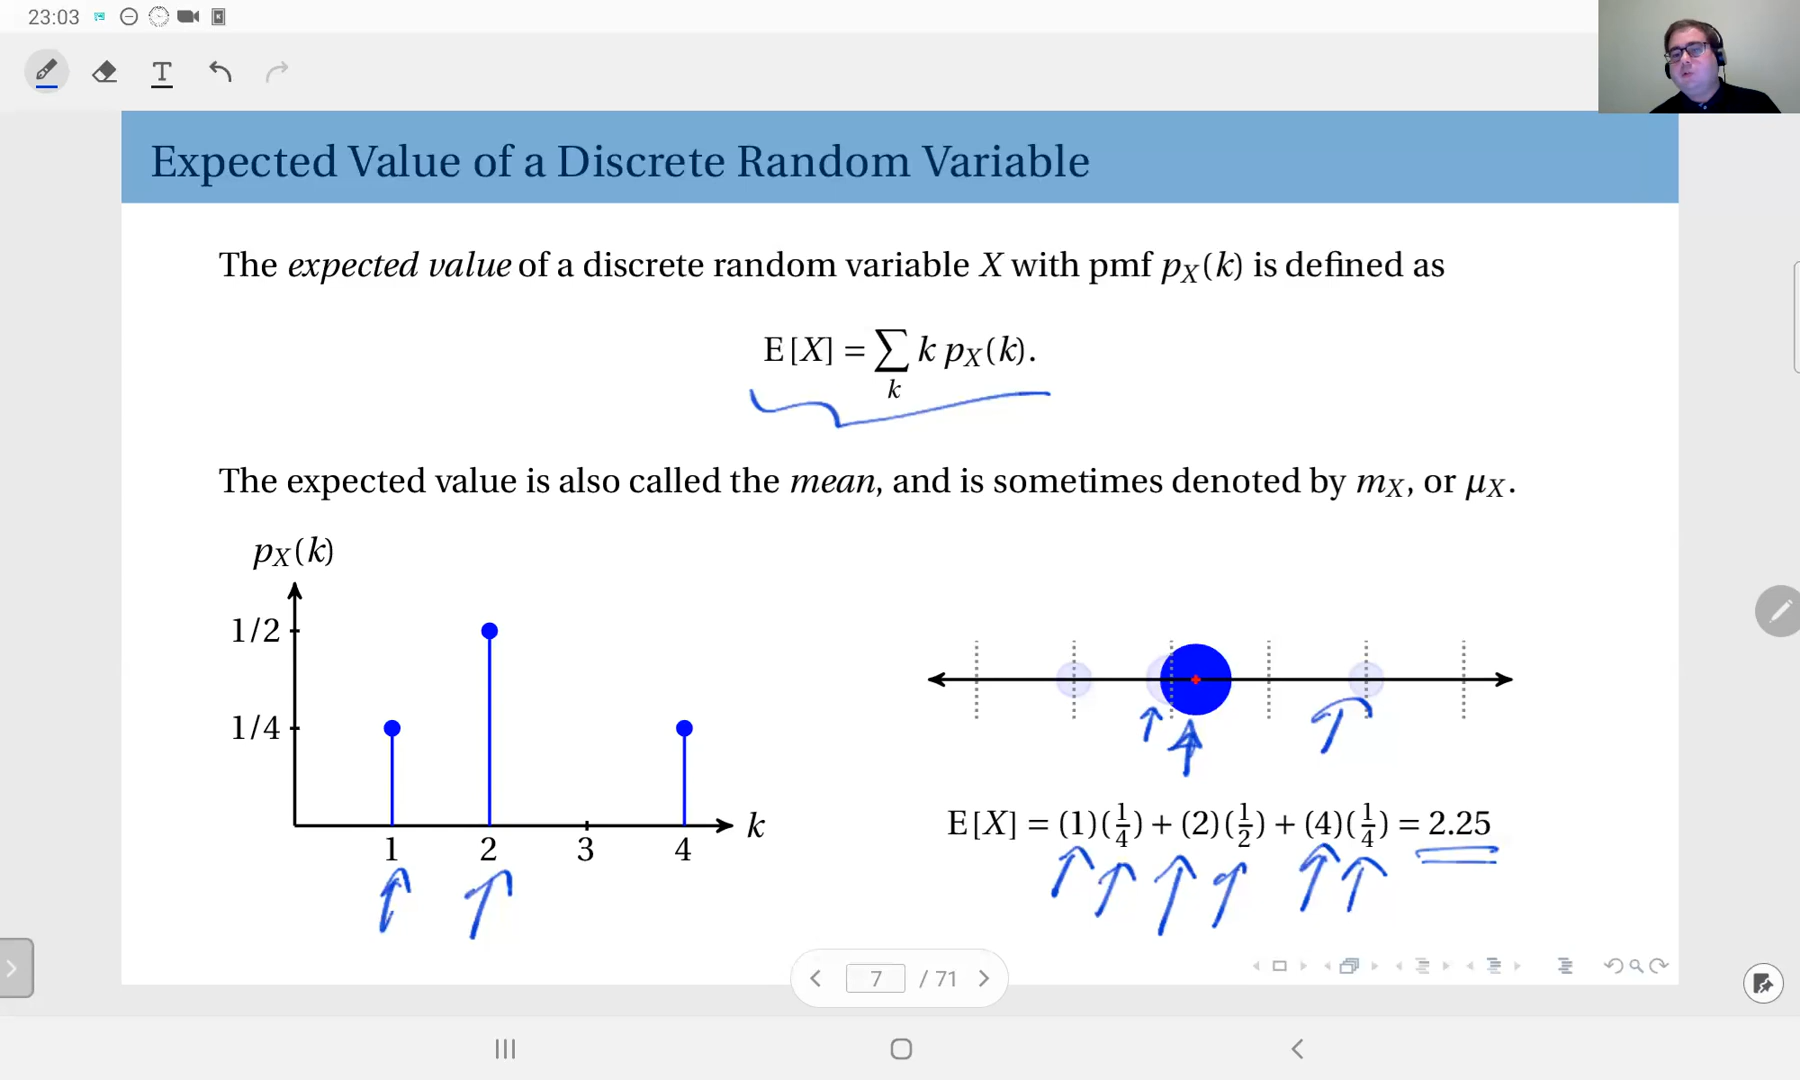 23:03
T
Expected Value of a Discrete Random Variable
The expected value of a discrete random variable X with pmf p_X(k) is defined as
E[X] = ∑_k k p_X(k).
The expected value is also called the mean, and is sometimes denoted by m_X, or μ_X.
p_X(k)
1/2
1/4
1 2 3 4 k
E[X] = (1)(1/4) + (2)(1/2) + (4)(1/4) = 2.25
7 / 71